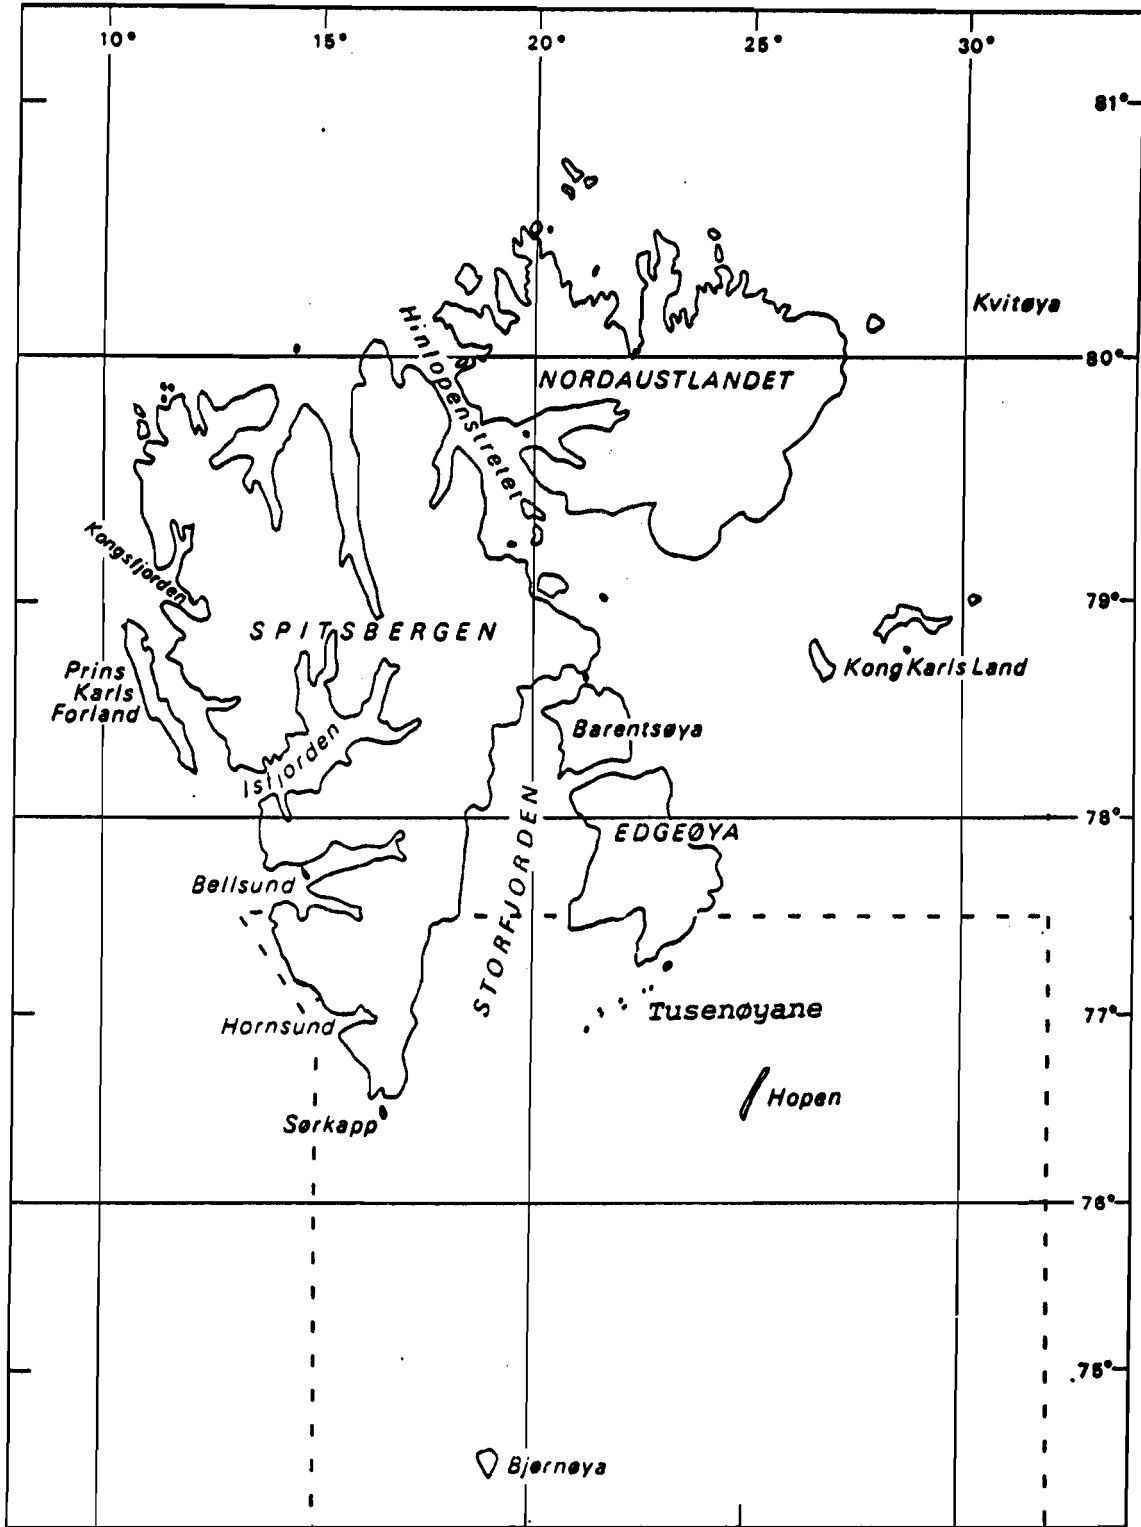 10° 15° 20° 25° 30°
81°
Kvitøya
Hinlopenstretet
80°
NORDAUSTLANDET
Kongsfjorden
79°
SPITSBERGEN
Prins
Karls
Forland
Kong Karls Land
Barentsøya
Isfjorden
78°
EDGEØYA
Bellsund
STORFJORDEN
Tusenøyane
77°
Hornsund
Hopen
Sørkapp
76°
75°
Bjørnøya